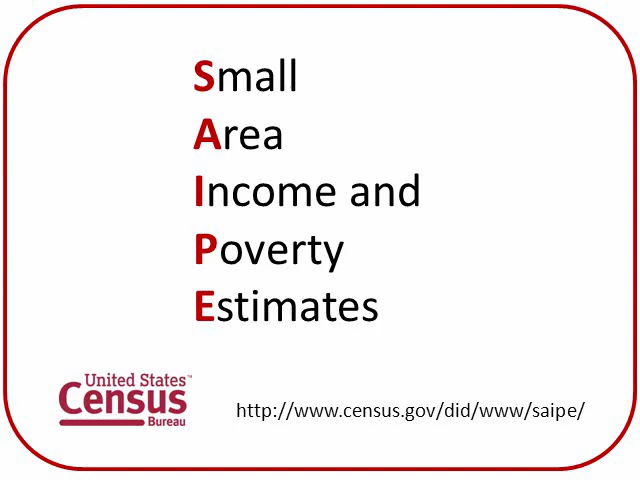 Small
Area
Income and
Poverty
Estimates
United States™
Census
Bureau
http://www.census.gov/did/www/saipe/